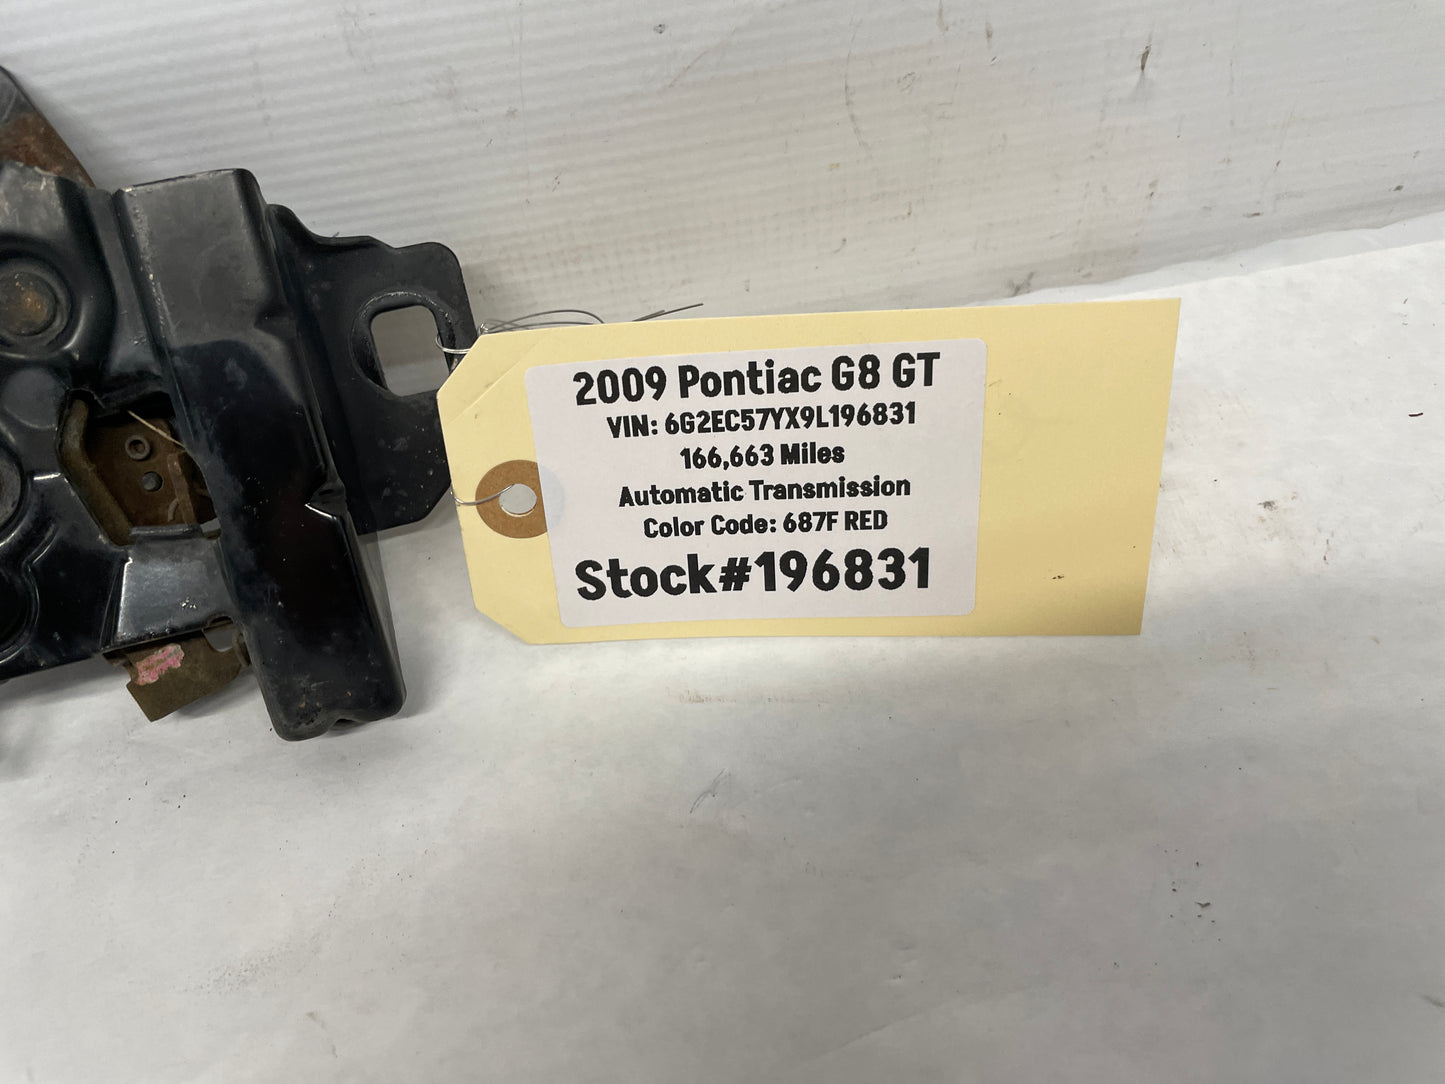 2009 Pontiac G8 GT
VIN: 6G2EC57YX9L196831
166,663 Miles
Automatic Transmission
Color Code: 687F RED
Stock#196831